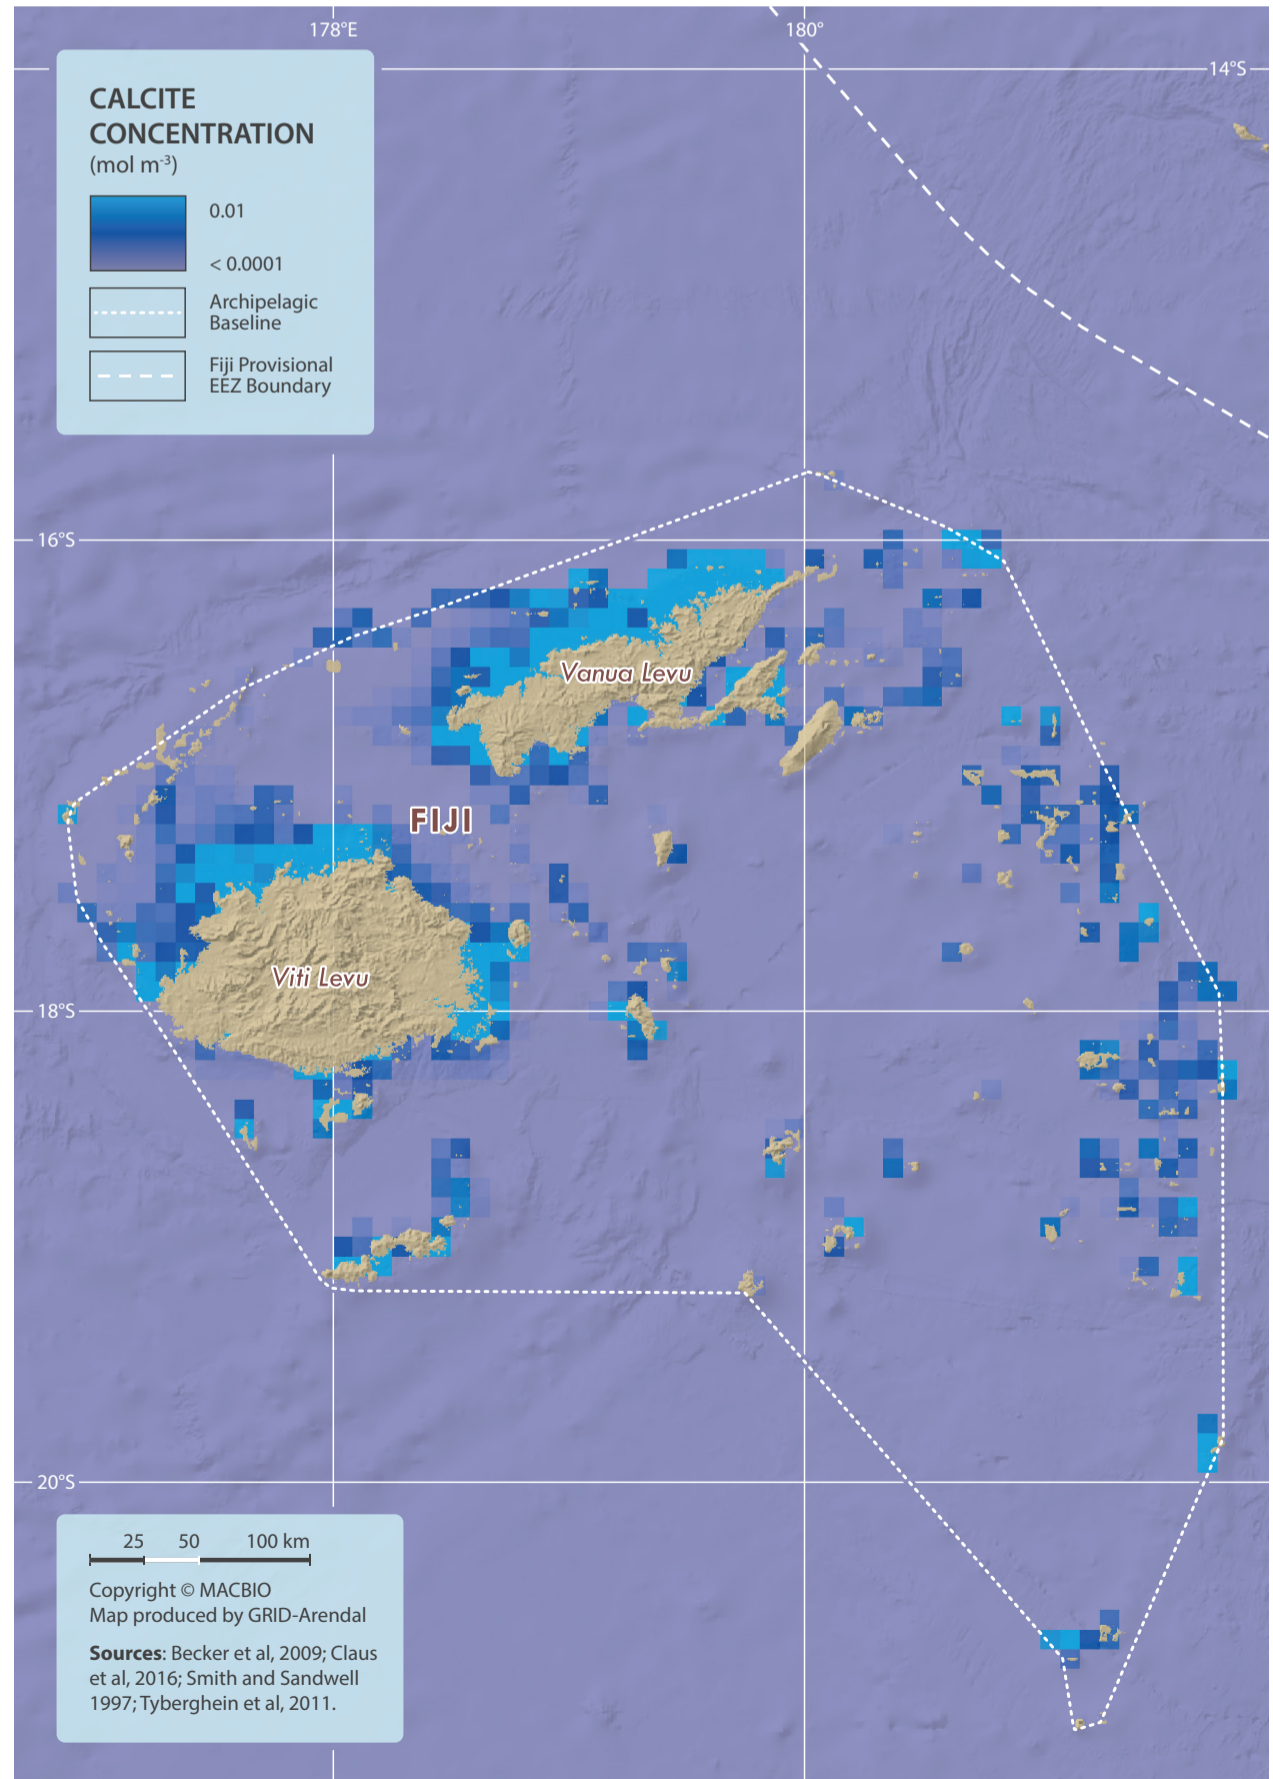 178°E
180°
14°S
CALCITE
CONCENTRATION
(mol m⁻³)
0.01
< 0.0001
Archipelagic
Baseline
Fiji Provisional
EEZ Boundary
16°S
Vanua Levu
FIJI
Viti Levu
18°S
20°S
25 50 100 km
Copyright © MACBIO
Map produced by GRID-Arendal
Sources: Becker et al, 2009; Claus
et al, 2016; Smith and Sandwell
1997; Tyberghein et al, 2011.